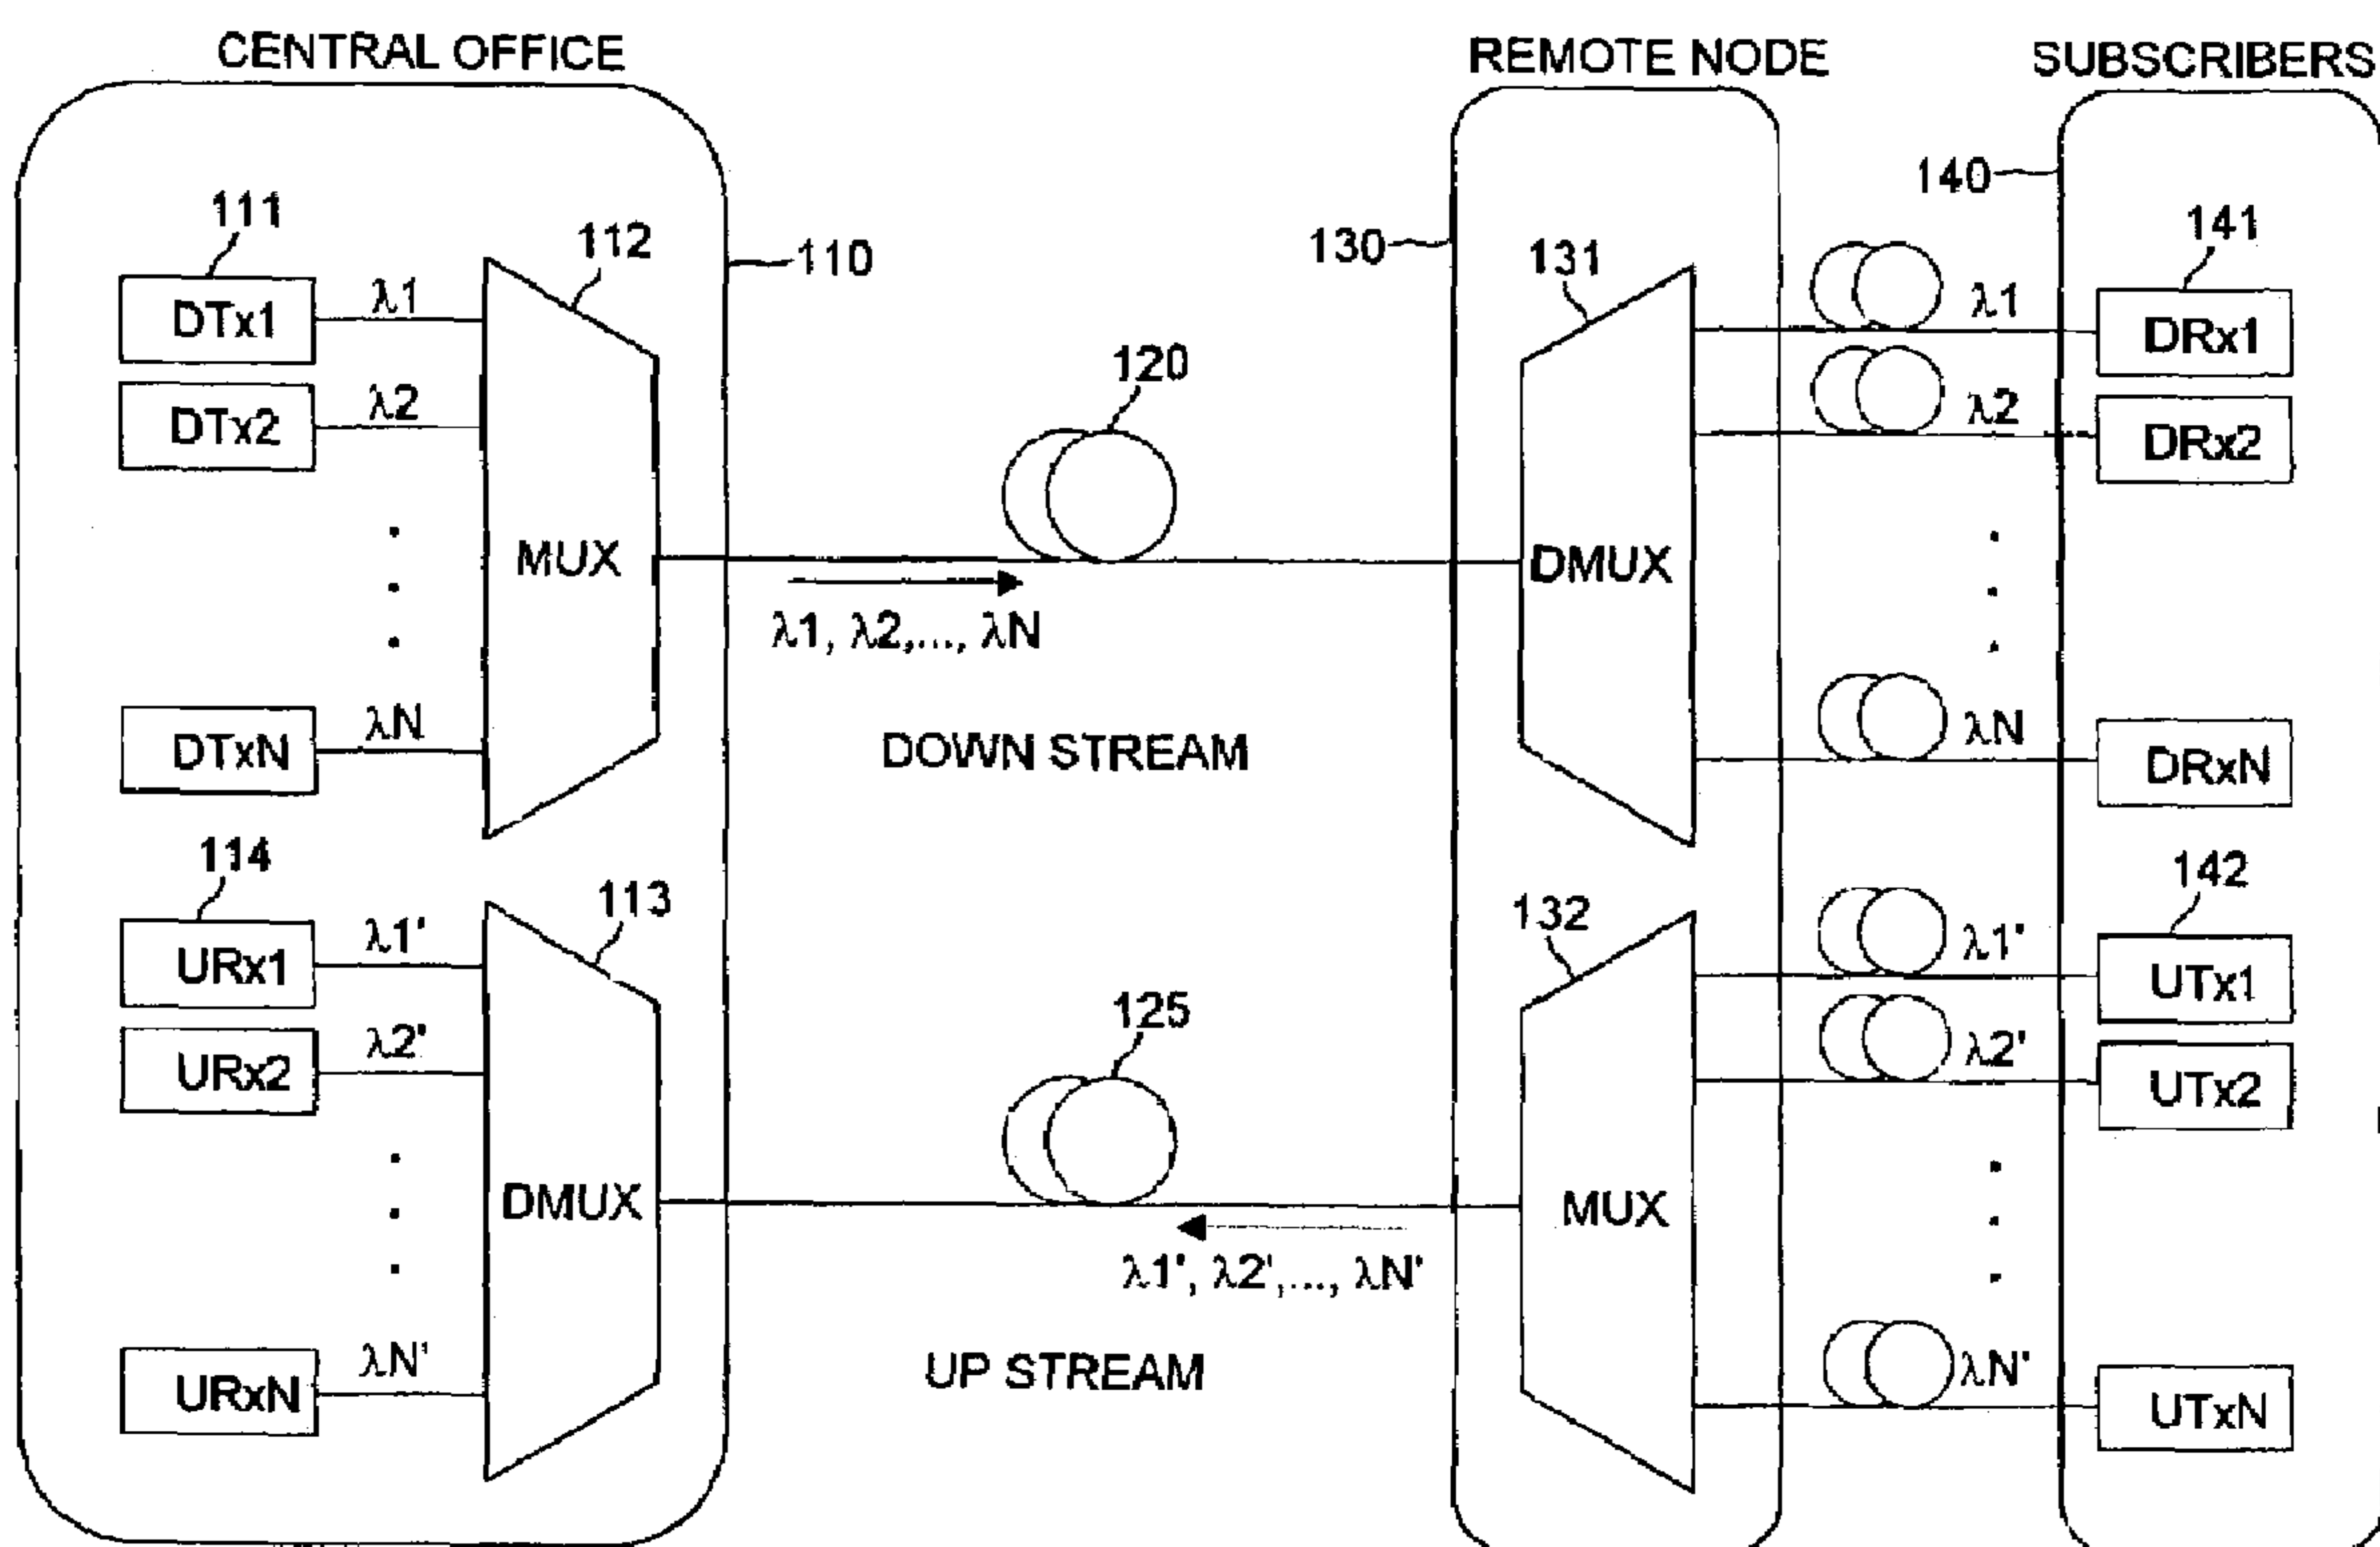 CENTRAL OFFICE
REMOTE NODE
SUBSCRIBERS
140
111
112
110
130
131
141
DTx1
λ1
λ1
DRx1
120
DTx2
λ2
λ2
DRx2
MUX
DMUX
λ1, λ2,..., λN
DTxN
λN
DOWN STREAM
λN
DRxN
114
113
132
142
URx1
λ1'
λ1'
UTx1
125
URx2
λ2'
λ2'
UTx2
DMUX
MUX
λ1', λ2',..., λN'
URxN
λN'
UP STREAM
λN'
UTxN